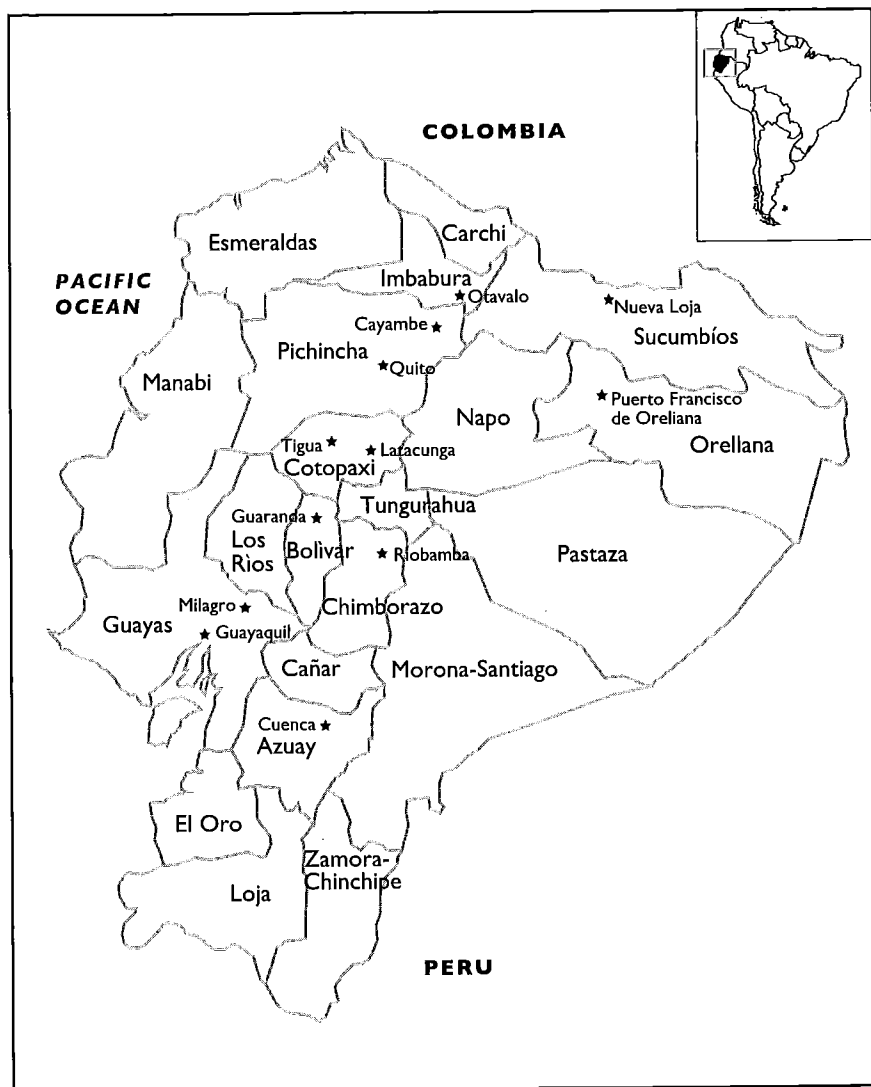 COLOMBIA
Carchi
Esmeraldas
PACIFIC
OCEAN
Imbabura
Otavalo
Nueva Loja
Cayambe
Sucumbíos
Pichincha
Quito
Manabi
Puerto Francisco
de Oreliana
Napo
Orellana
Tigua
Latacunga
Cotopaxi
Tungurahua
Guaranda
Los
Rìos
Bolìvar
Riobamba
Pastaza
Milagro
Chimborazo
Guayas
Guayaquil
Cañar
Morona-Santiago
Cuenca
Azuay
El Oro
Zamora-
Chinchipe
Loja
PERU